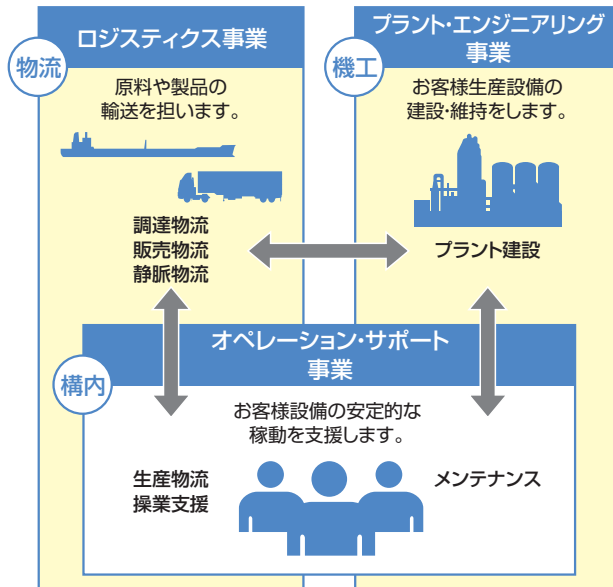 ロジスティクス事業
物流
原料や製品の
輸送を担います。
調達物流
販売物流
静脈物流
プラント・エンジニアリング
事業
機工
お客様生産設備の
建設・維持をします。
プラント建設
オペレーション・サポート
事業
構内
お客様設備の安定的な
稼動を支援します。
生産物流
操業支援
メンテナンス